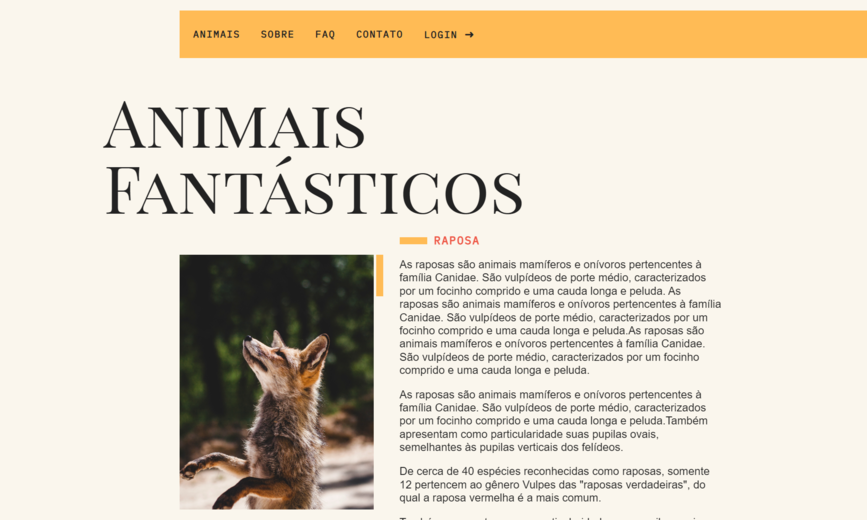 ANIMAIS SOBRE FAQ CONTATO LOGIN →
ANIMAIS
FANTÁSTICOS
RAPOSA
As raposas são animais mamíferos e onívoros pertencentes à
família Canidae. São vulpídeos de porte médio, caracterizados
por um focinho comprido e uma cauda longa e peluda. As
raposas são animais mamíferos e onívoros pertencentes à família
Canidae. São vulpídeos de porte médio, caracterizados por um
focinho comprido e uma cauda longa e peluda.As raposas são
animais mamíferos e onívoros pertencentes à família Canidae.
São vulpídeos de porte médio, caracterizados por um focinho
comprido e uma cauda longa e peluda.
As raposas são animais mamíferos e onívoros pertencentes à
família Canidae. São vulpídeos de porte médio, caracterizados
por um focinho comprido e uma cauda longa e peluda.Também
apresentam como particularidade suas pupilas ovais,
semelhantes às pupilas verticais dos felídeos.
De cerca de 40 espécies reconhecidas como raposas, somente
12 pertencem ao gênero Vulpes das "raposas verdadeiras", do
qual a raposa vermelha é a mais comum.